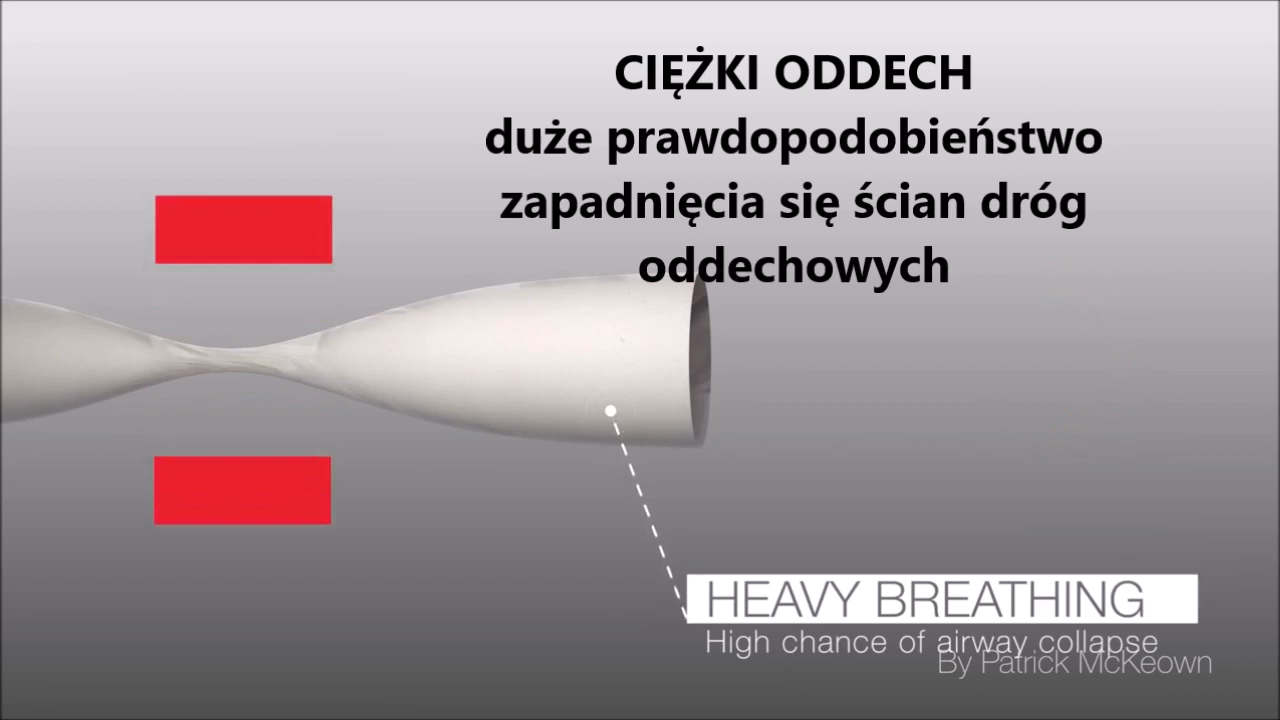 CIĘŻKI ODDECH
duże prawdopodobieństwo
zapadnięcia się ścian dróg
oddechowych
HEAVY BREATHING
High chance of airway collapse
By Patrick McKeown